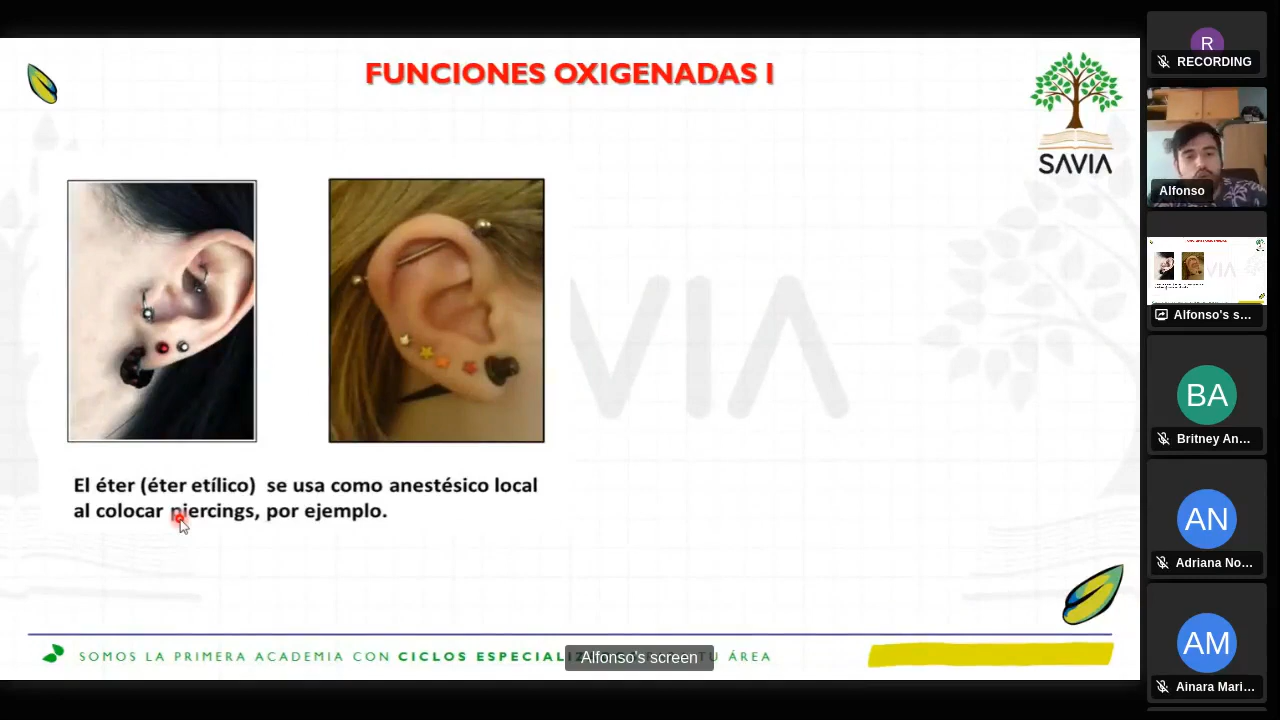 FUNCIONES OXIGENADAS I
SAVIA
El éter (éter etílico) se usa como anestésico local
al colocar piercings, por ejemplo.
SOMOS LA PRIMERA ACADEMIA CON CICLOS ESPECIALI TU ÁREA
Alfonso's screen
R
RECORDING
Alfonso
Alfonso's s...
BA
Britney An...
AN
Adriana No...
AM
Ainara Mari...